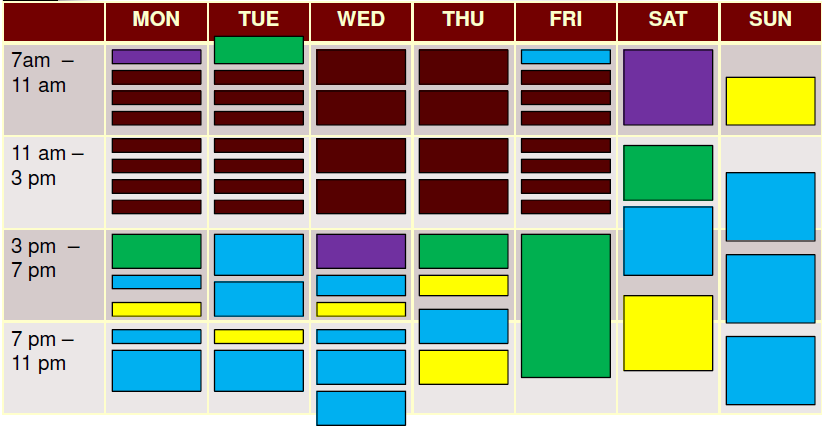 MON TUE WED THU FRI SAT SUN
7am –
11 am
11 am –
3 pm
3 pm –
7 pm
7 pm –
11 pm